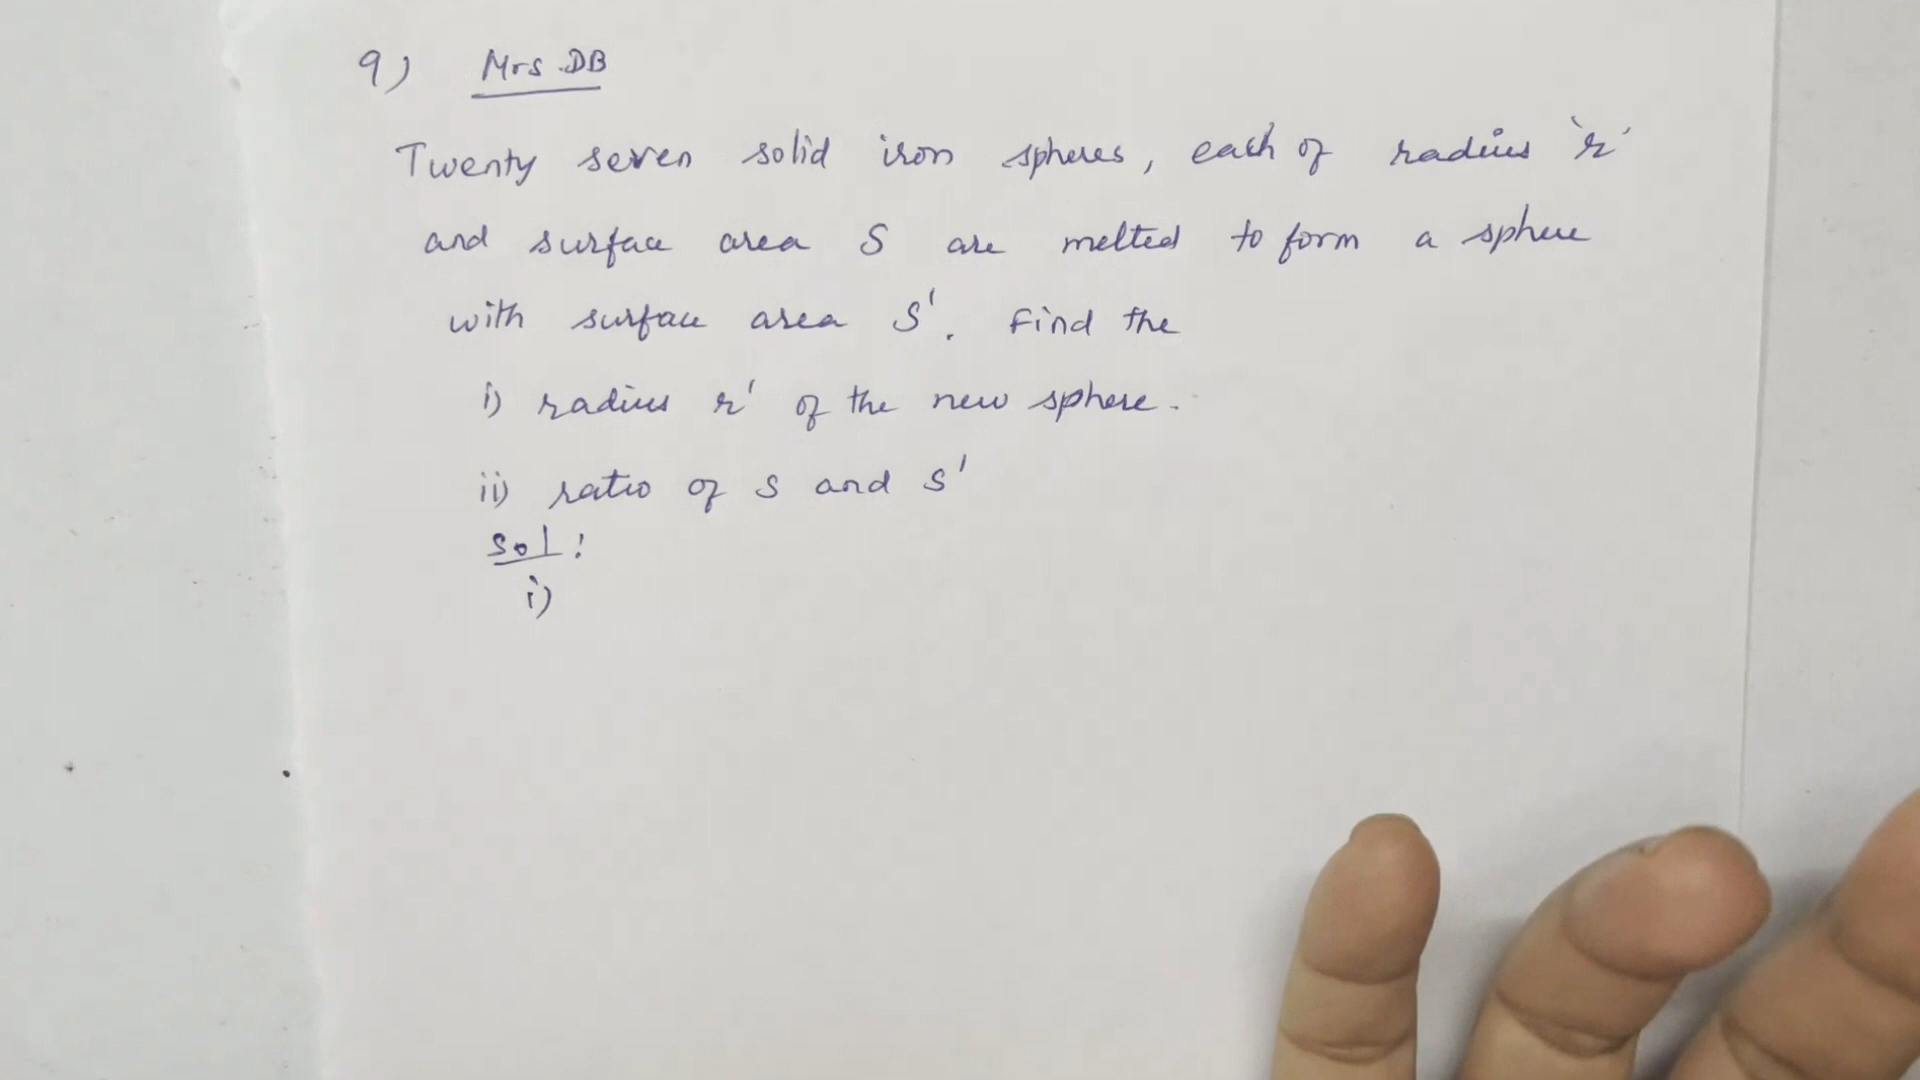 9) Mrs. DB
Twenty seven solid iron spheres, each of radius 'r'
and surface area S are melted to form a sphere
with surface area S'. Find the
i) radius r' of the new sphere.
ii) ratio of S and S'
Sol:
i)